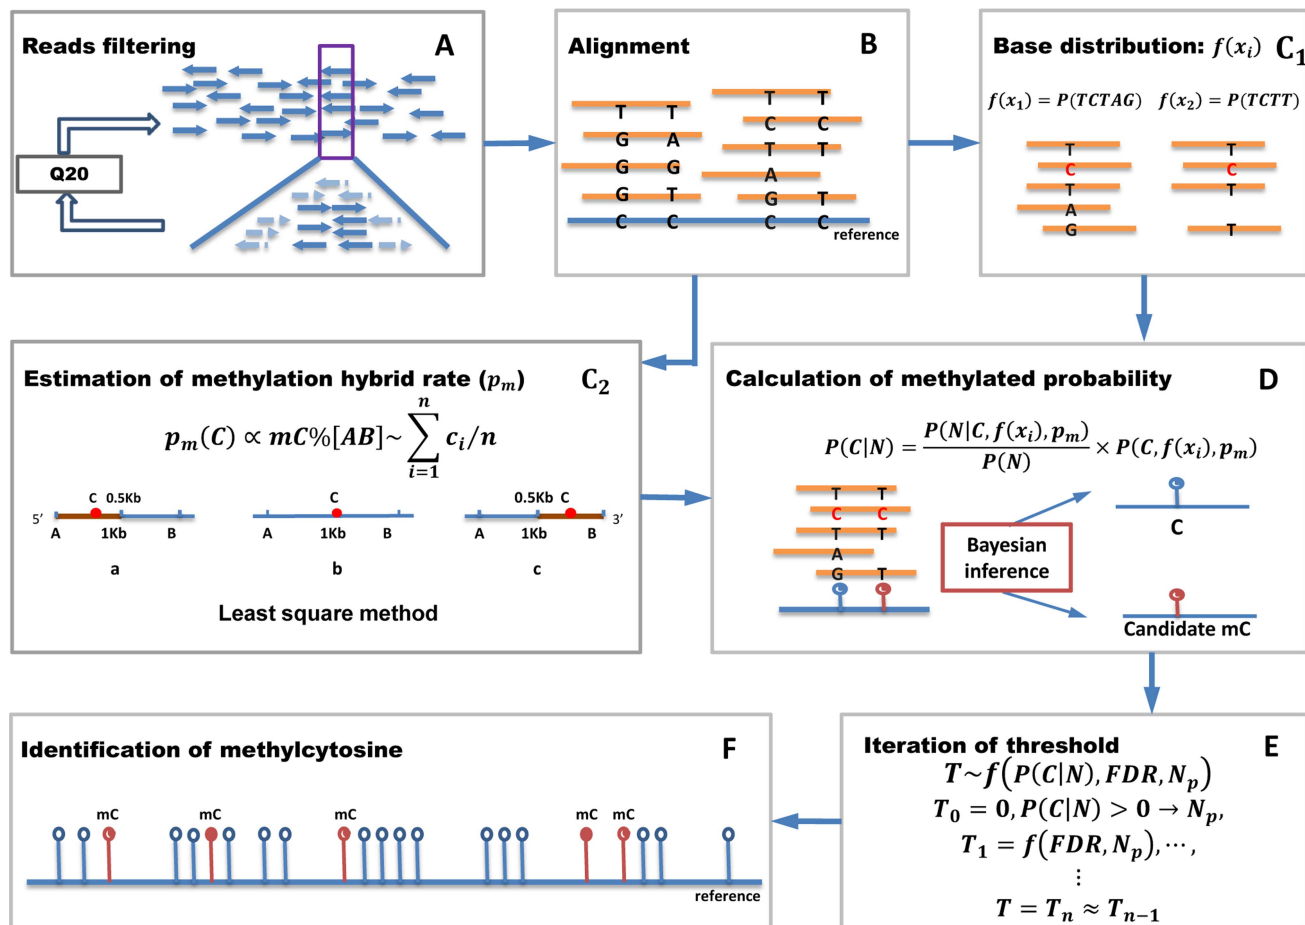 Reads filtering
A
Q20
Alignment
B
T T
T T
C C
G A
T T
G G
A
G T
G T
C C C C
reference
Base distribution: f(x_i)
C_1
f(x_1) = P(TCTAG) f(x_2) = P(TCTT)
T T
C C
T T
A
G T
Estimation of methylation hybrid rate (p_m)
C_2
p_m(C) ∝ mC%[AB]~ ∑_{i=1}^{n} c_i/n
C 0.5Kb
C
0.5Kb C
5′ A 1Kb B
A 1Kb B
A 1Kb B 3′
a
b
c
Least square method
Calculation of methylated probability
D
P(C|N) = P(N|C, f(x_i), p_m) / P(N) × P(C, f(x_i), p_m)
T T
C C
T T
A
G T
Bayesian
inference
C
Candidate mC
Identification of methylcytosine
F
mC mC mC mC mC
reference
Iteration of threshold
E
T~f(P(C|N), FDR, N_p)
T_0 = 0, P(C|N) > 0 → N_p,
T_1 = f(FDR, N_p), ⋯,
⋮
T = T_n ≈ T_{n−1}